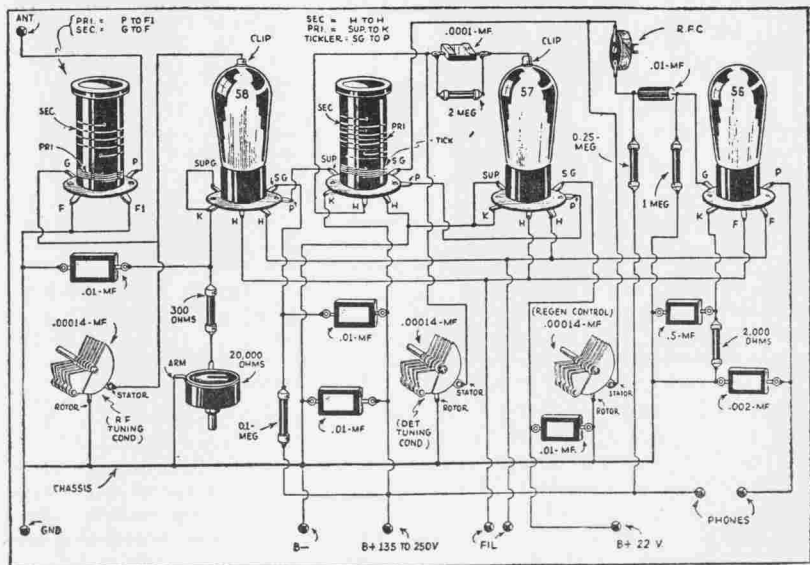 ANT.
PRI. = P TO F1
SEC. = G TO F
SEC = H TO H
PRI. = SUP. TO K
TICKLER = SG TO P
.0001-MF.
CLIP
CLIP
R.F.C.
.01-MF.
58
57
56
2 MEG
SEC.
PRI.
G
P
F
F1
SUP.G
SG
K
P
H
H
SEC
PRI
TICK
SUP.
SG
P
K
H
H
SUP.
SG
K
P
H
H
0.25-
MEG
1 MEG
G
P
K
F
F
.01-MF.
300
OHMS
.00014-MF
STATOR
ROTOR
(R F
TUNING
COND)
ARM
20,000
OHMS
.01-MF.
.01-MF.
0.1-
MEG
.00014-MF.
STATOR
ROTOR
(DET
TUNING
COND)
(REGEN CONTROL)
.00014-MF.
STATOR
ROTOR
.01-MF.
.5-MF
2,000
OHMS
.002-MF
CHASSIS
GND
B-
B+ 135 TO 250V
FIL
B+ 22 V.
PHONES